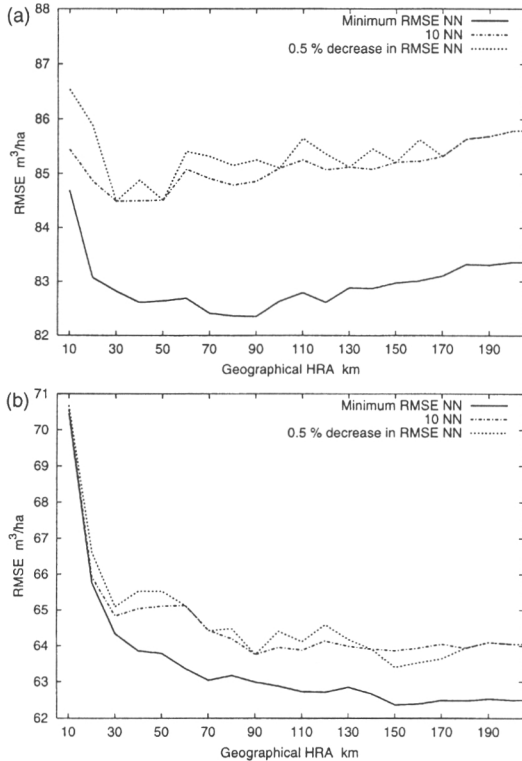 (a)
88
87
86
85
84
83
82
RMSE m³/ha
Minimum RMSE NN
10 NN
0.5 % decrease in RMSE NN
10 30 50 70 90 110 130 150 170 190
Geographical HRA km
(b)
71
70
69
68
67
66
65
64
63
62
RMSE m³/ha
Minimum RMSE NN
10 NN
0.5 % decrease in RMSE NN
10 30 50 70 90 110 130 150 170 190
Geographical HRA km